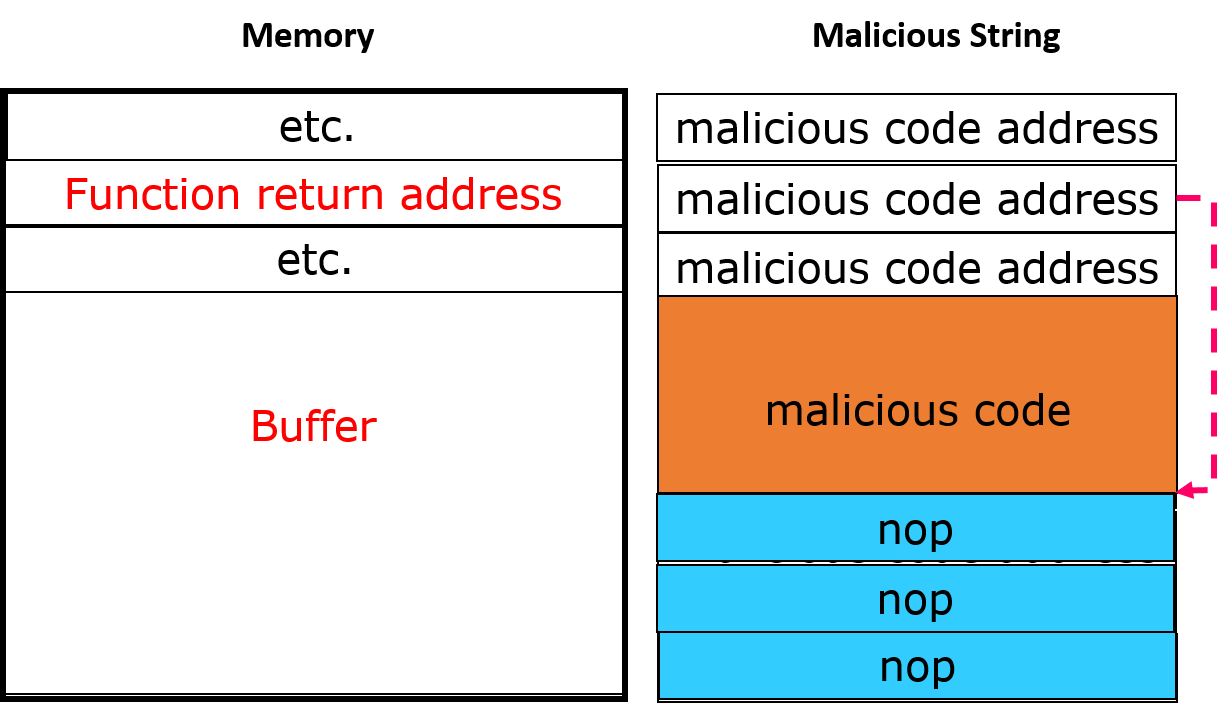 Memory
Malicious String
etc.
Function return address
etc.
Buffer
malicious code address
malicious code address
malicious code address
malicious code
nop
nop
nop